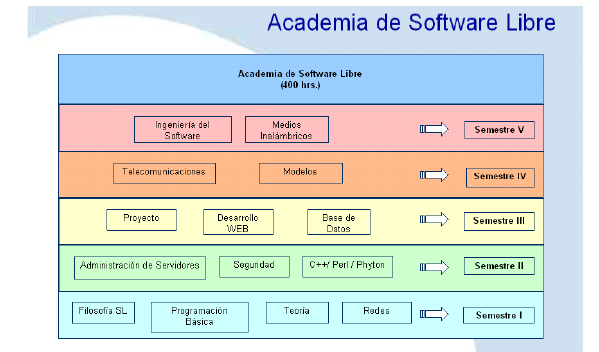 Academia de Software Libre
Academia de Software Libre
(400 hrs.)
Ingeniería del
Software
Medios
Inalámbricos
Semestre V
Telecomunicaciones
Modelos
Semestre IV
Proyecto
Desarrollo
WEB
Base de
Datos
Semestre III
Administración de Servidores
Seguridad
C++/ Perl / Phyton
Semestre II
Filosofía SL
Programación
Básica
Teoría
Redes
Semestre I